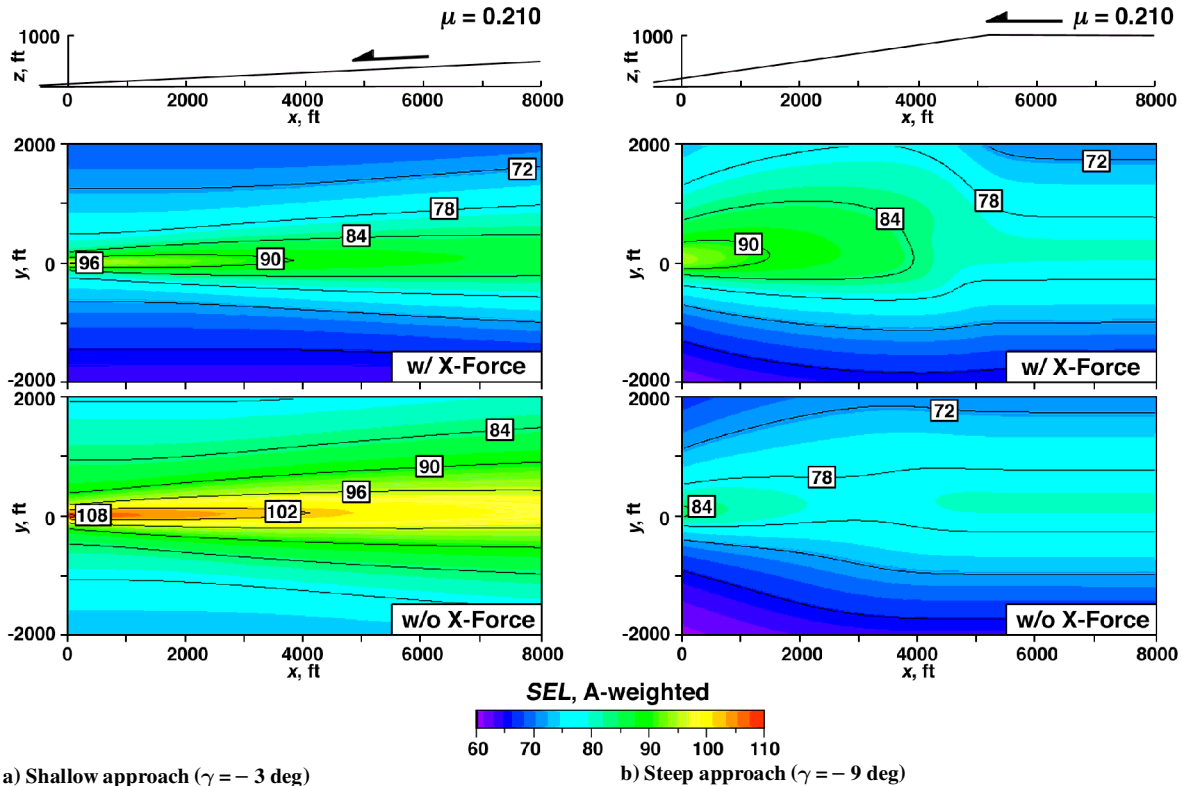 μ = 0.210
1000
z, ft
0 2000 4000 6000 8000
x, ft
2000
0
-2000
y, ft
72
78
84
90
96
w/ X-Force
2000
0
-2000
y, ft
84
90
96
102
108
w/o X-Force
0 2000 4000 6000 8000
x, ft
μ = 0.210
1000
z, ft
0 2000 4000 6000 8000
x, ft
2000
0
-2000
y, ft
72
78
84
90
w/ X-Force
2000
0
-2000
y, ft
72
78
84
w/o X-Force
0 2000 4000 6000 8000
x, ft
SEL, A-weighted
60 70 80 90 100 110
a) Shallow approach (γ = − 3 deg)
b) Steep approach (γ = − 9 deg)